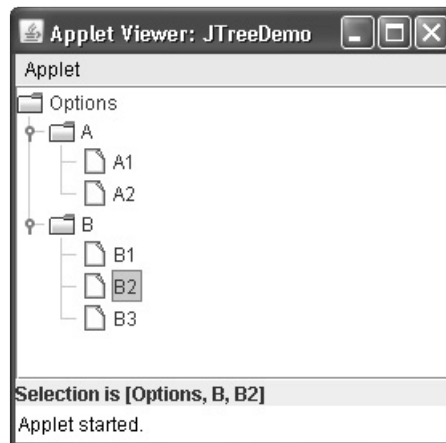 Applet Viewer: JTreeDemo
Applet
Options
A
A1
A2
B
B1
B2
B3
Selection is [Options, B, B2]
Applet started.